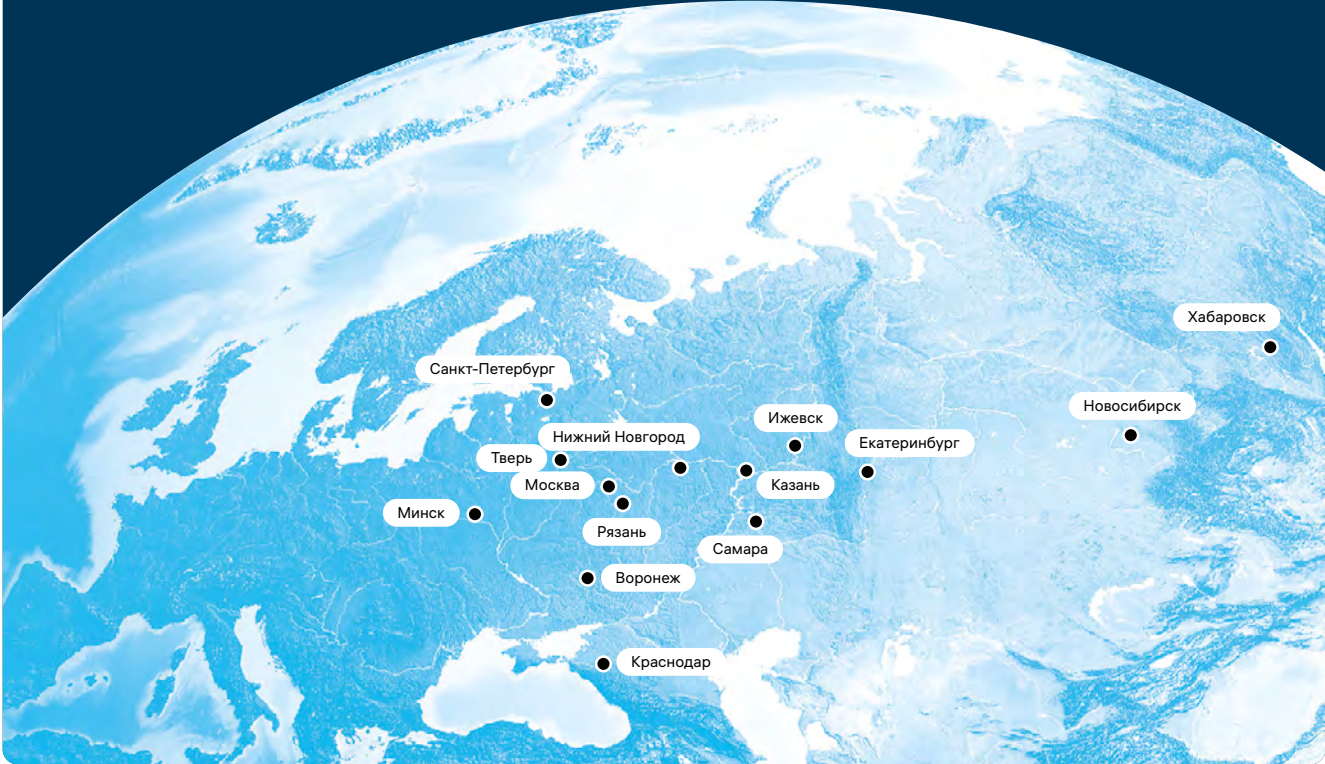 Хабаровск
Санкт-Петербург
Новосибирск
Ижевск
Нижний Новгород
Екатеринбург
Тверь
Москва
Казань
Минск
Рязань
Самара
Воронеж
Краснодар